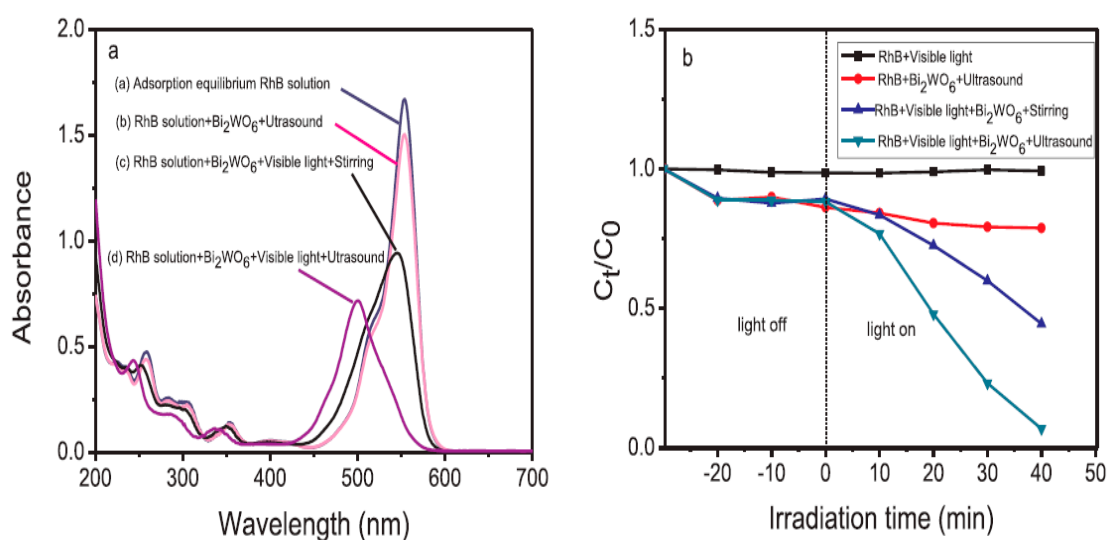 a
2.0
1.5
1.0
0.5
0.0
Absorbance
(a) Adsorption equilibrium RhB solution
(b) RhB solution+Bi2WO6+Utrasound
(c) RhB solution+Bi2WO6+Visible light+Stirring
(d) RhB solution+Bi2WO6+Visible light+Utrasound
200 300 400 500 600 700
Wavelength (nm)
b
1.5
1.0
0.5
0.0
Ct/C0
RhB+Visible light
RhB+Bi2WO6+Ultrasound
RhB+Visible light+Bi2WO6+Stirring
RhB+Visible light+Bi2WO6+Ultrasound
light off
light on
-20 -10 0 10 20 30 40 50
Irradiation time (min)